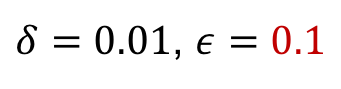 δ = 0.01, ϵ = 0.1